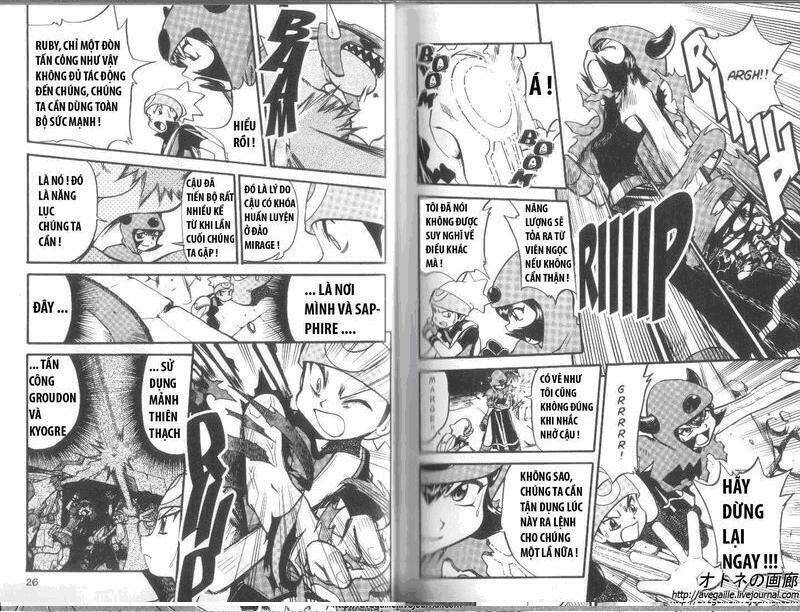 ARGH!!
RIIIIIP
RIIIIIP
Á !
BOOM
BOOM
NĂNG
LƯỢNG SẼ
TỎA RA TỪ
VIÊN NGỌC
NẾU KHÔNG
CẨN THẬN !
TÔI ĐÃ NÓI
KHÔNG ĐƯỢC
SUY NGHĨ VỀ
ĐIỀU KHÁC
MÀ !
GRRRRRR!
HÃY
DỪNG
LẠI
NGAY !!!
CÓ VẺ NHƯ
TÔI CŨNG
KHÔNG ĐÚNG
KHI NHẮC
NHỞ CẬU !
KHÔNG SAO,
CHÚNG TA CẦN
TẬN DỤNG LÚC
NÀY RA LỆNH
CHO CHÚNG
MỘT LẦN NỮA !
BAM
RUBY, CHỈ MỘT ĐÒN
TẤN CÔNG NHƯ VẬY
KHÔNG ĐỦ TÁC ĐỘNG
ĐẾN CHÚNG, CHÚNG
TA CẦN DÙNG TOÀN
BỘ SỨC MẠNH !
HIỂU
RỒI !
ĐÓ LÀ LÝ DO
CẬU CÓ KHÓA
HUẤN LUYỆN
Ở ĐẢO
MIRAGE !
CẬU ĐÃ
TIẾN BỘ RẤT
NHIỀU KỂ
TỪ KHI LẦN
CUỐI CHÚNG
TA GẶP !
LÀ NÓ ! ĐÓ
LÀ NĂNG
LỤC
CHÚNG TA
CẦN !
ĐÂY ...
... LÀ NƠI
MÌNH VÀ SAP-
PHIRE ....
... SỬ
DỤNG
MẢNH
THIÊN
THẠCH
... TẤN
CÔNG
GROUDON
VÀ
KYOGRE
RIIIP
26
オトネの画廊
http://avegaille.livejournal.com